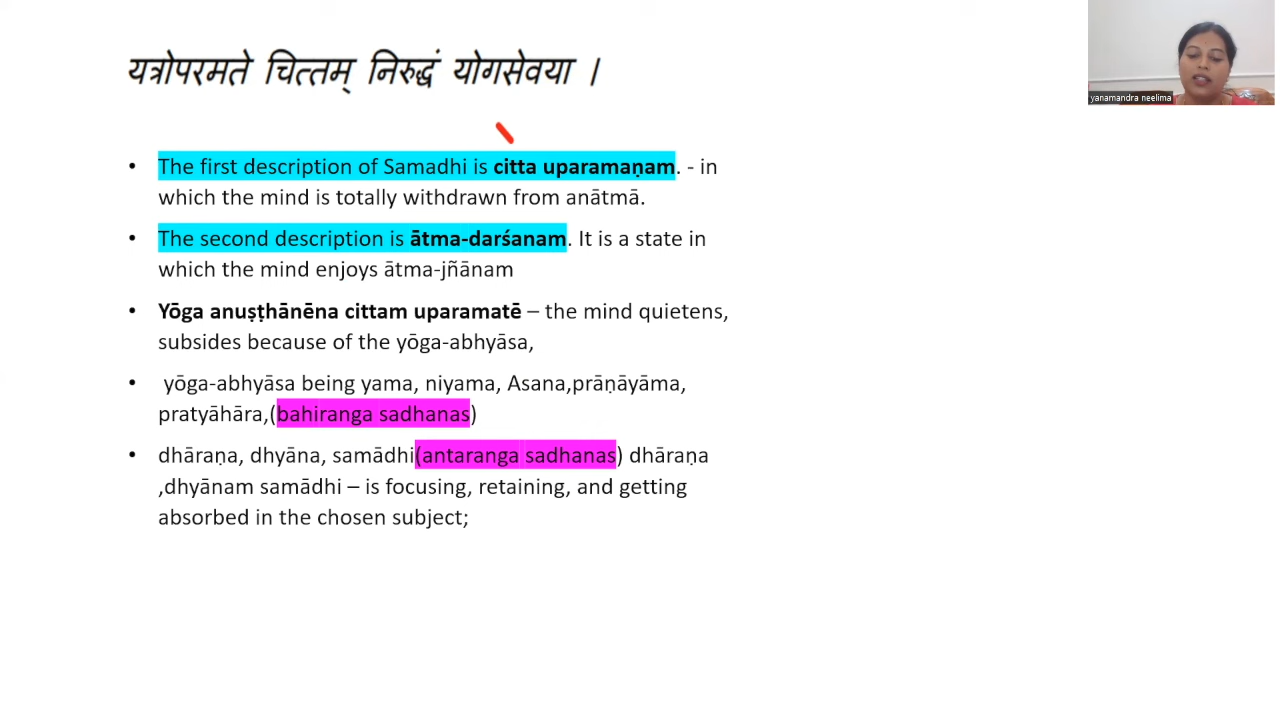 यत्रोपरमते चित्तम् निरुद्धं योगसेवया ।
yanamandra neelima
• The first description of Samadhi is citta uparamaṇam. - in
which the mind is totally withdrawn from anātmā.
• The second description is ātma-darśanam. It is a state in
which the mind enjoys ātma-jñānam
• Yōga anuṣṭhānēna cittam uparamatē – the mind quietens,
subsides because of the yōga-abhyāsa,
• yōga-abhyāsa being yama, niyama, Asana,prāṇāyāma,
pratyāhāra,(bahiranga sadhanas)
• dhāraṇa, dhyāna, samādhi(antaranga sadhanas) dhāraṇa
,dhyānam samādhi – is focusing, retaining, and getting
absorbed in the chosen subject;